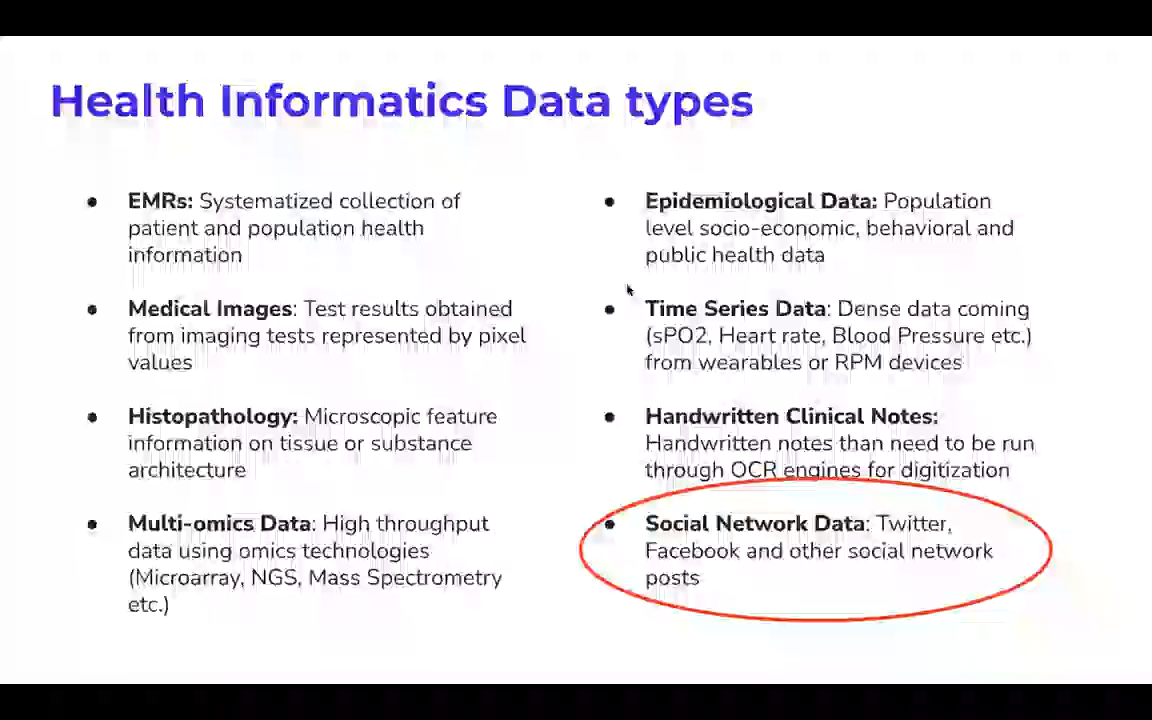 Health Informatics Data types
● EMRs: Systematized collection of
patient and population health
information
● Medical Images: Test results obtained
from imaging tests represented by pixel
values
● Histopathology: Microscopic feature
information on tissue or substance
architecture
● Multi-omics Data: High throughput
data using omics technologies
(Microarray, NGS, Mass Spectrometry
etc.)
● Epidemiological Data: Population
level socio-economic, behavioral and
public health data
● Time Series Data: Dense data coming
(sPO2, Heart rate, Blood Pressure etc.)
from wearables or RPM devices
● Handwritten Clinical Notes:
Handwritten notes than need to be run
through OCR engines for digitization
● Social Network Data: Twitter,
Facebook and other social network
posts